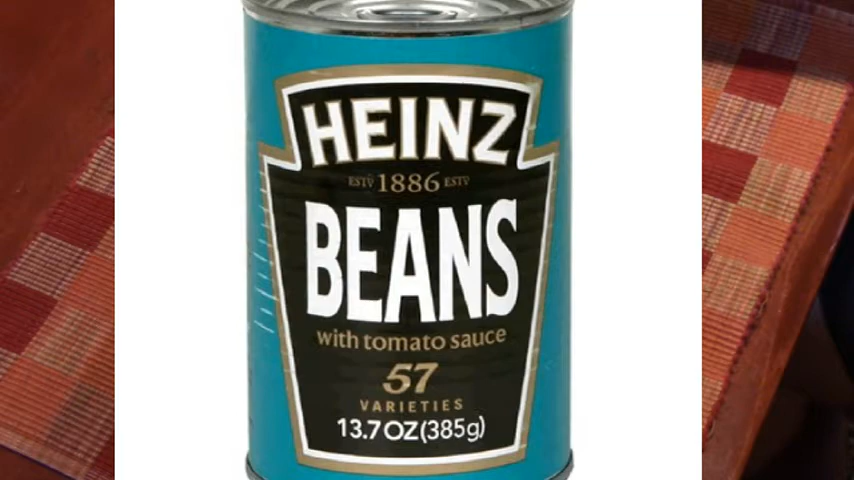 HEINZ
ESTD 1886 ESTD
BEANS
with tomato sauce
57
VARIETIES
13.7 OZ(385g)